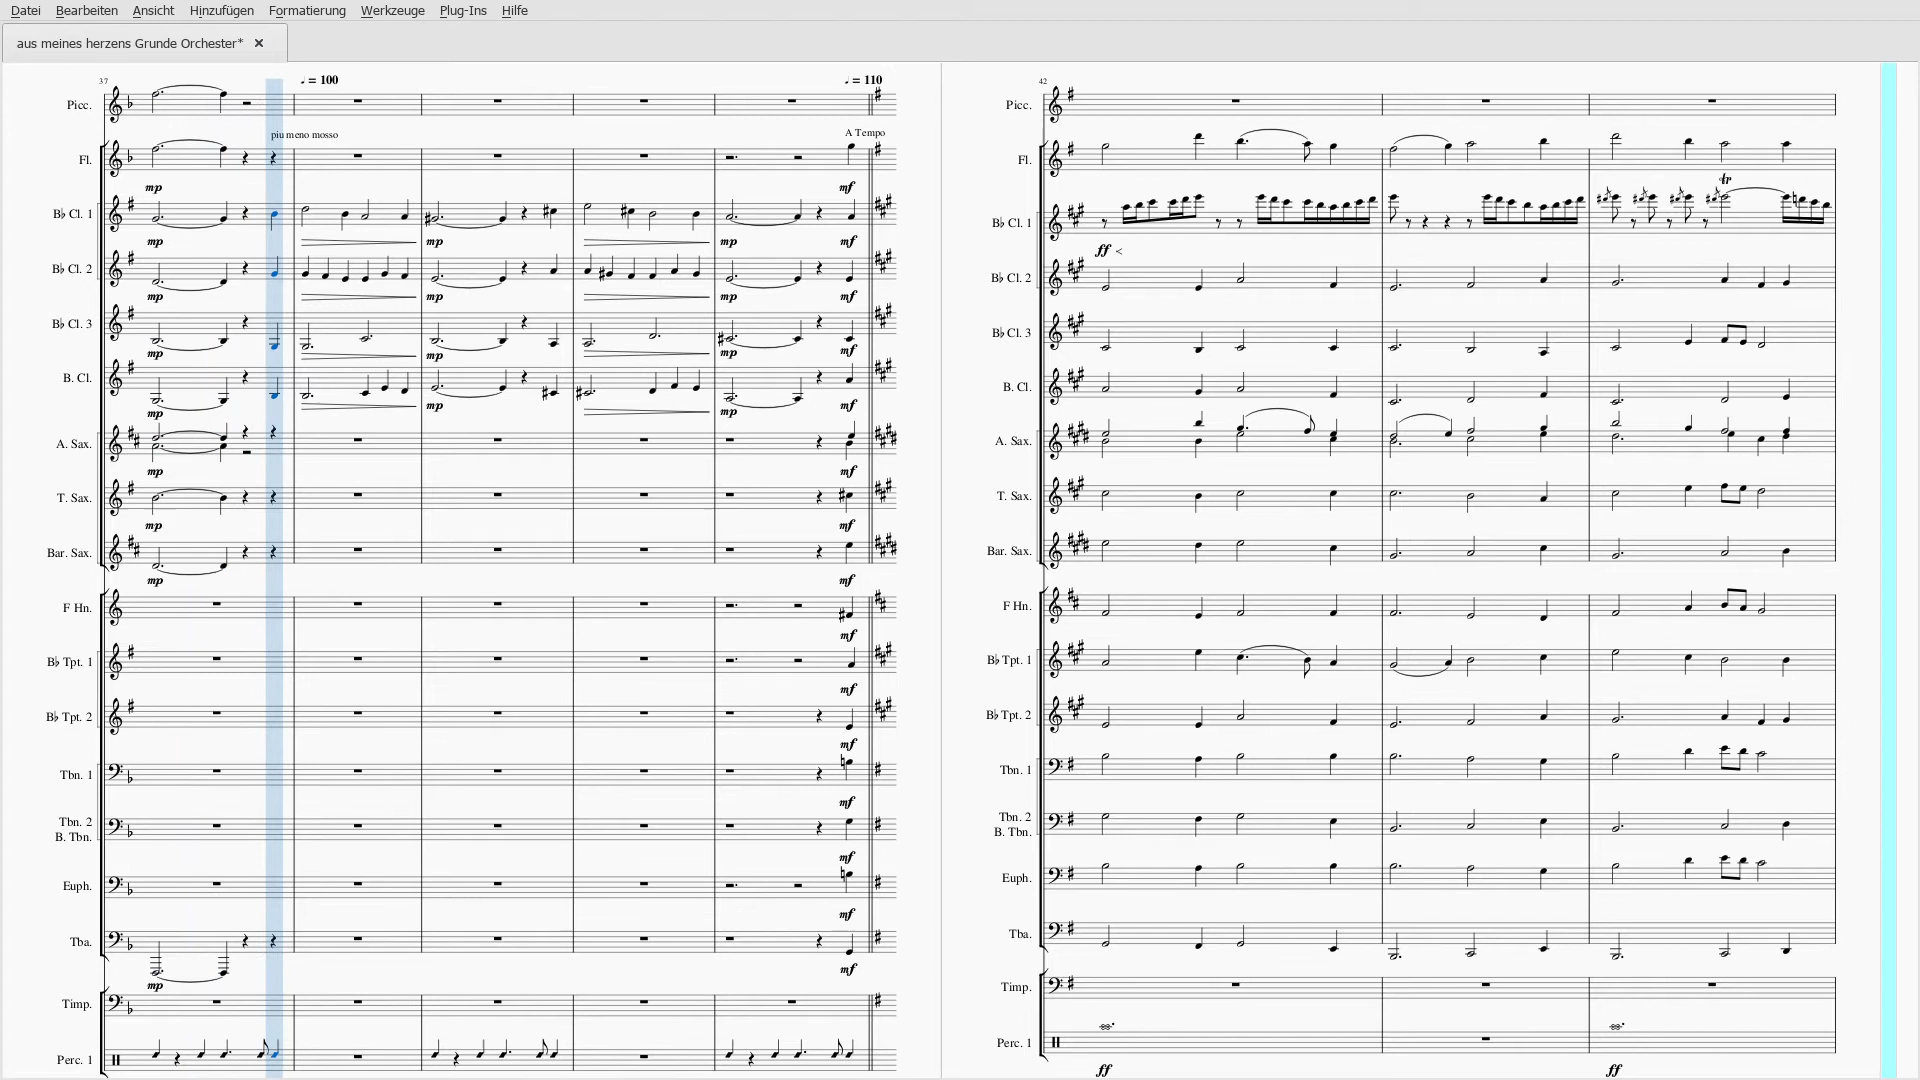 Datei Bearbeiten Ansicht Hinzufügen Formatierung Werkzeuge Plug-Ins Hilfe
aus meines herzens Grunde Orchester* ✕
37
♩ = 100
♩ = 110
Picc.
piu meno mosso
A Tempo
Fl.
mp mf
B♭ Cl. 1
mp mp mp mf
B♭ Cl. 2
mp mp mp mf
B♭ Cl. 3
mp mp mp mf
B. Cl.
mp mp mp mf
A. Sax.
mp mf
T. Sax.
mp mf
Bar. Sax.
mp mf
F Hn.
mf
B♭ Tpt. 1
mf
B♭ Tpt. 2
mf
Tbn. 1
mf
Tbn. 2
B. Tbn.
mf
Euph.
mf
Tba.
mp mf
Timp.
Perc. 1
42
Picc.
Fl.
tr
B♭ Cl. 1
ff
B♭ Cl. 2
B♭ Cl. 3
B. Cl.
A. Sax.
T. Sax.
Bar. Sax.
F Hn.
B♭ Tpt. 1
B♭ Tpt. 2
Tbn. 1
Tbn. 2
B. Tbn.
Euph.
Tba.
Timp.
Perc. 1
ff ff